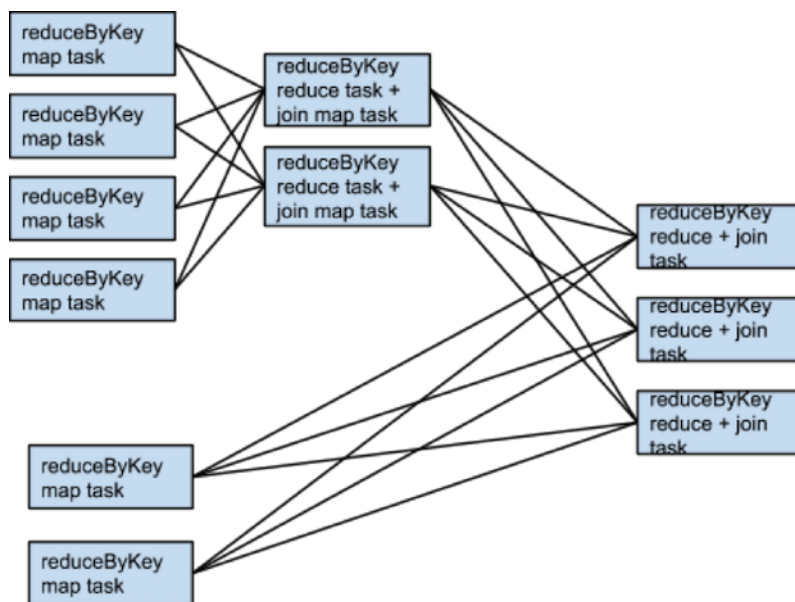 reduceByKey
map task
reduceByKey
map task
reduceByKey
map task
reduceByKey
map task
reduceByKey
reduce task +
join map task
reduceByKey
reduce task +
join map task
reduceByKey
reduce + join
task
reduceByKey
reduce + join
task
reduceByKey
reduce + join
task
reduceByKey
map task
reduceByKey
map task